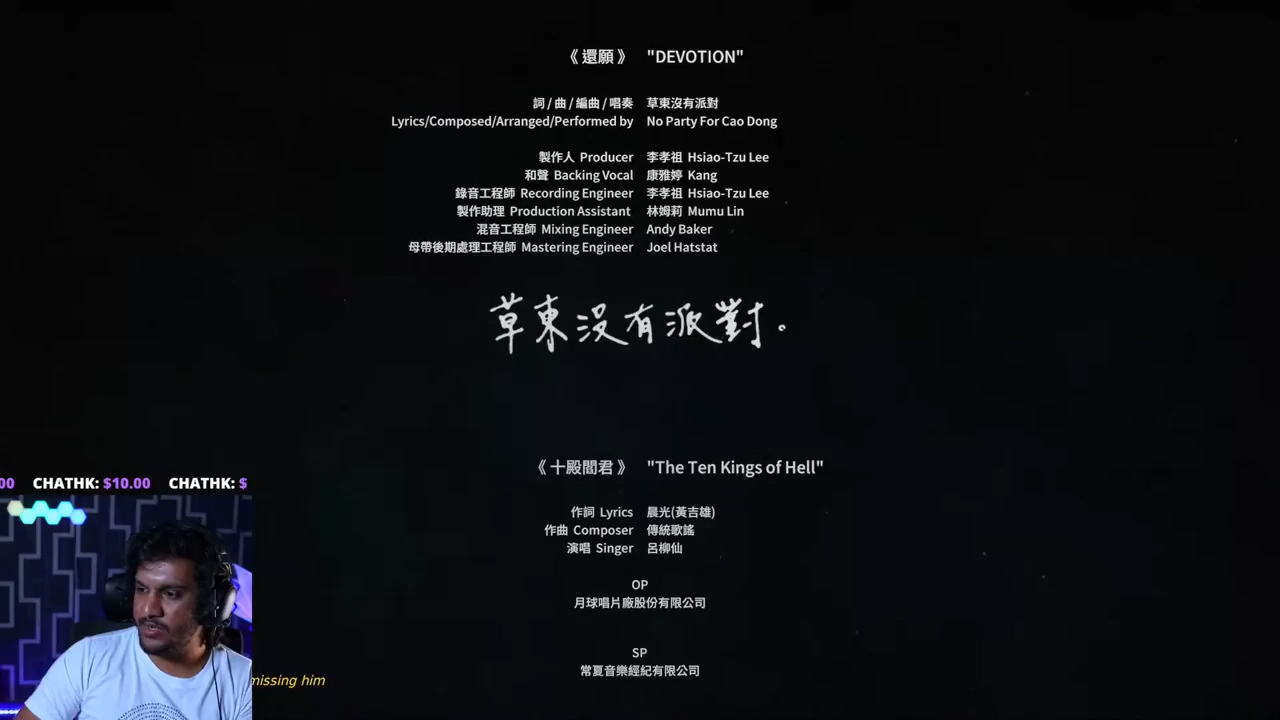 《 還願 》 "DEVOTION"
詞 / 曲 / 編曲 / 唱奏 草東沒有派對
Lyrics/Composed/Arranged/Performed by No Party For Cao Dong
製作人 Producer 李孝祖 Hsiao-Tzu Lee
和聲 Backing Vocal 康雅婷 Kang
錄音工程師 Recording Engineer 李孝祖 Hsiao-Tzu Lee
製作助理 Production Assistant 林姆莉 Mumu Lin
混音工程師 Mixing Engineer Andy Baker
母帶後期處理工程師 Mastering Engineer Joel Hatstat
草東沒有派對。
《 十殿閻君 》 "The Ten Kings of Hell"
作詞 Lyrics 晨光(黃吉雄)
作曲 Composer 傳統歌謠
演唱 Singer 呂柳仙
OP
月球唱片廠股份有限公司
SP
常夏音樂經紀有限公司
00 CHATHK: $10.00 CHATHK: $
missing him